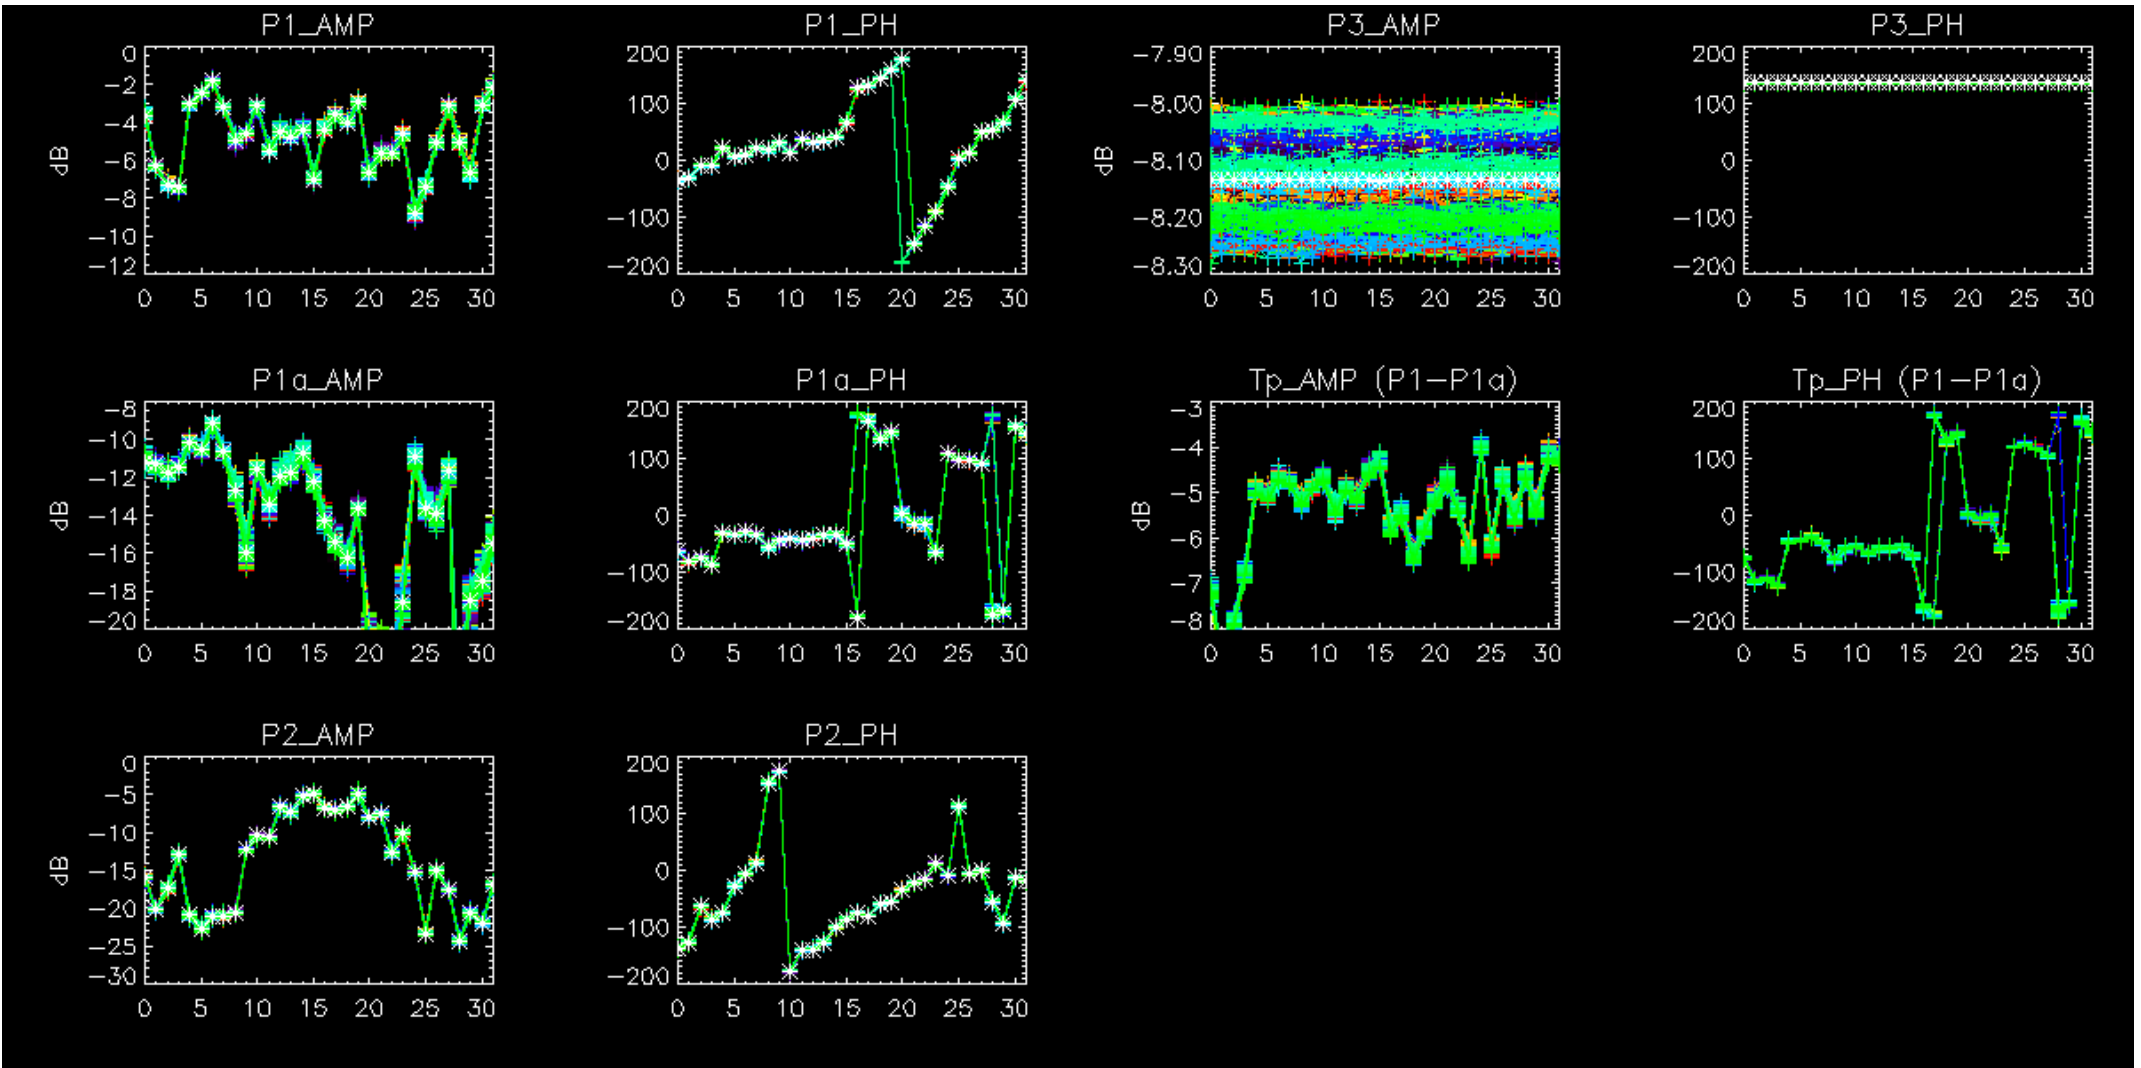 P1_AMP
0
−2
−4
−6
−8
−10
−12
dB
0 5 10 15 20 25 30
P1_PH
200
100
0
−100
−200
0 5 10 15 20 25 30
P3_AMP
−7.90
−8.00
−8.10
−8.20
−8.30
dB
0 5 10 15 20 25 30
P3_PH
200
100
0
−100
−200
0 5 10 15 20 25 30
P1a_AMP
−8
−10
−12
−14
−16
−18
−20
dB
0 5 10 15 20 25 30
P1a_PH
200
100
0
−100
−200
0 5 10 15 20 25 30
Tp_AMP (P1−P1a)
−3
−4
−5
−6
−7
−8
dB
0 5 10 15 20 25 30
Tp_PH (P1−P1a)
200
100
0
−100
−200
0 5 10 15 20 25 30
P2_AMP
0
−5
−10
−15
−20
−25
−30
dB
0 5 10 15 20 25 30
P2_PH
200
100
0
−100
−200
0 5 10 15 20 25 30